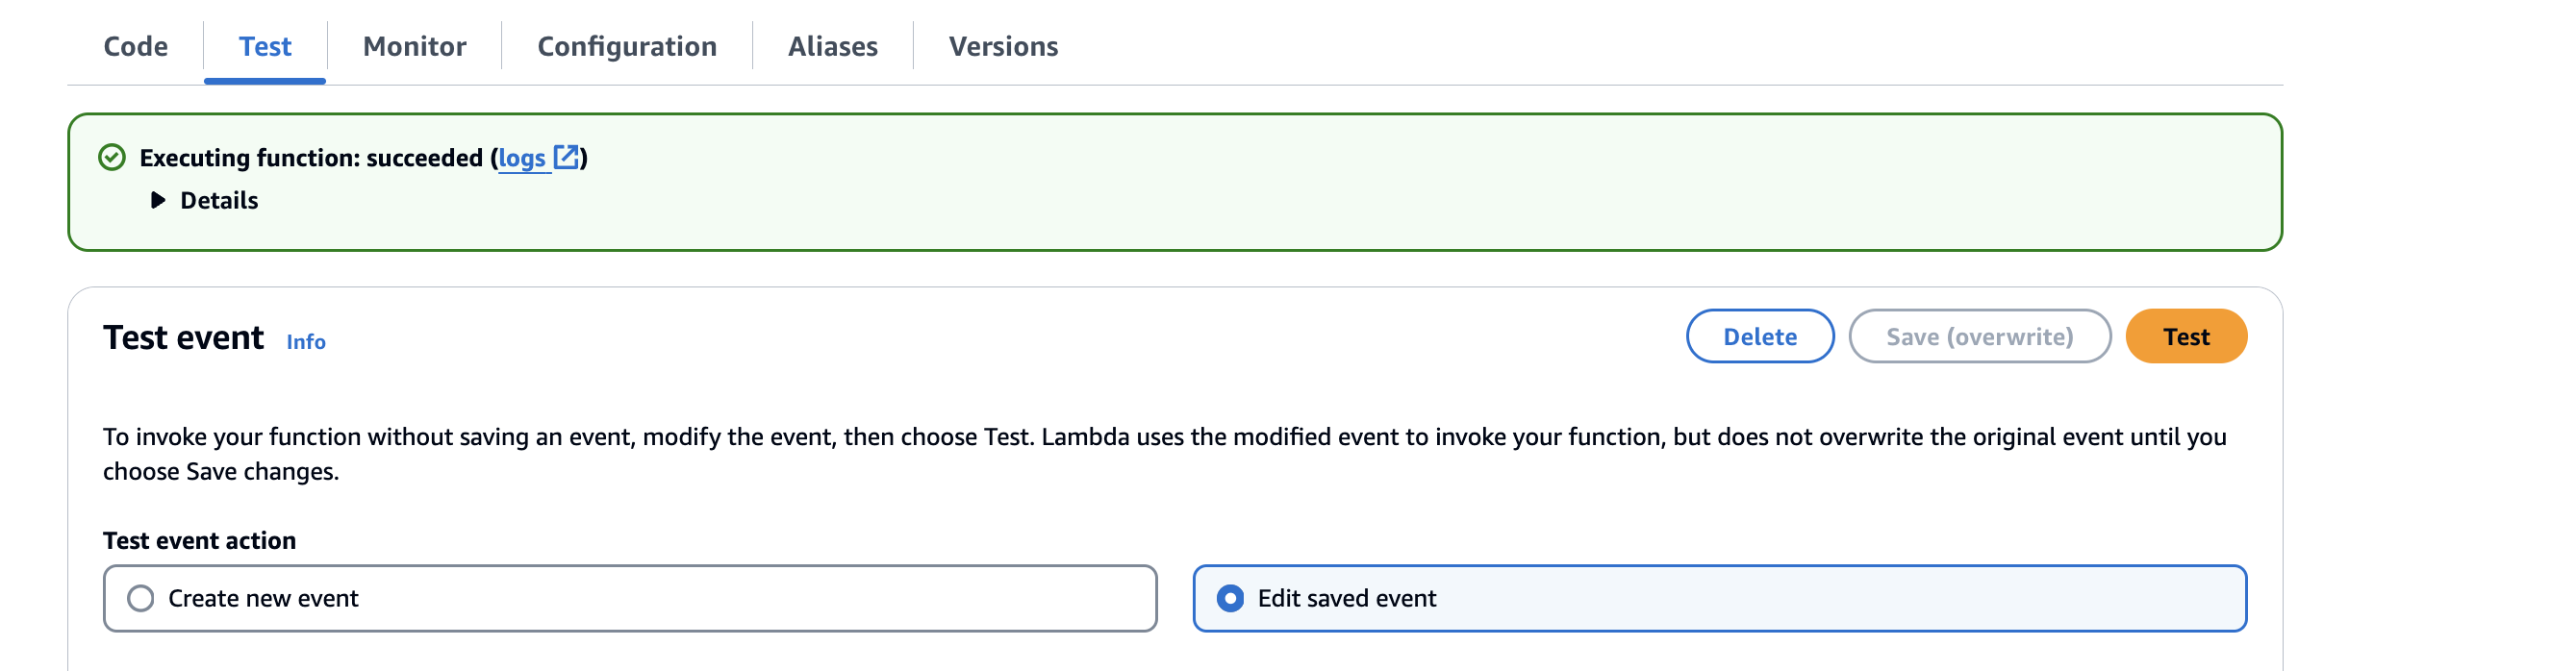 Code Test Monitor Configuration Aliases Versions
Executing function: succeeded (logs)
Details
Test event Info Delete Save (overwrite) Test
To invoke your function without saving an event, modify the event, then choose Test. Lambda uses the modified event to invoke your function, but does not overwrite the original event until you
choose Save changes.
Test event action
Create new event Edit saved event